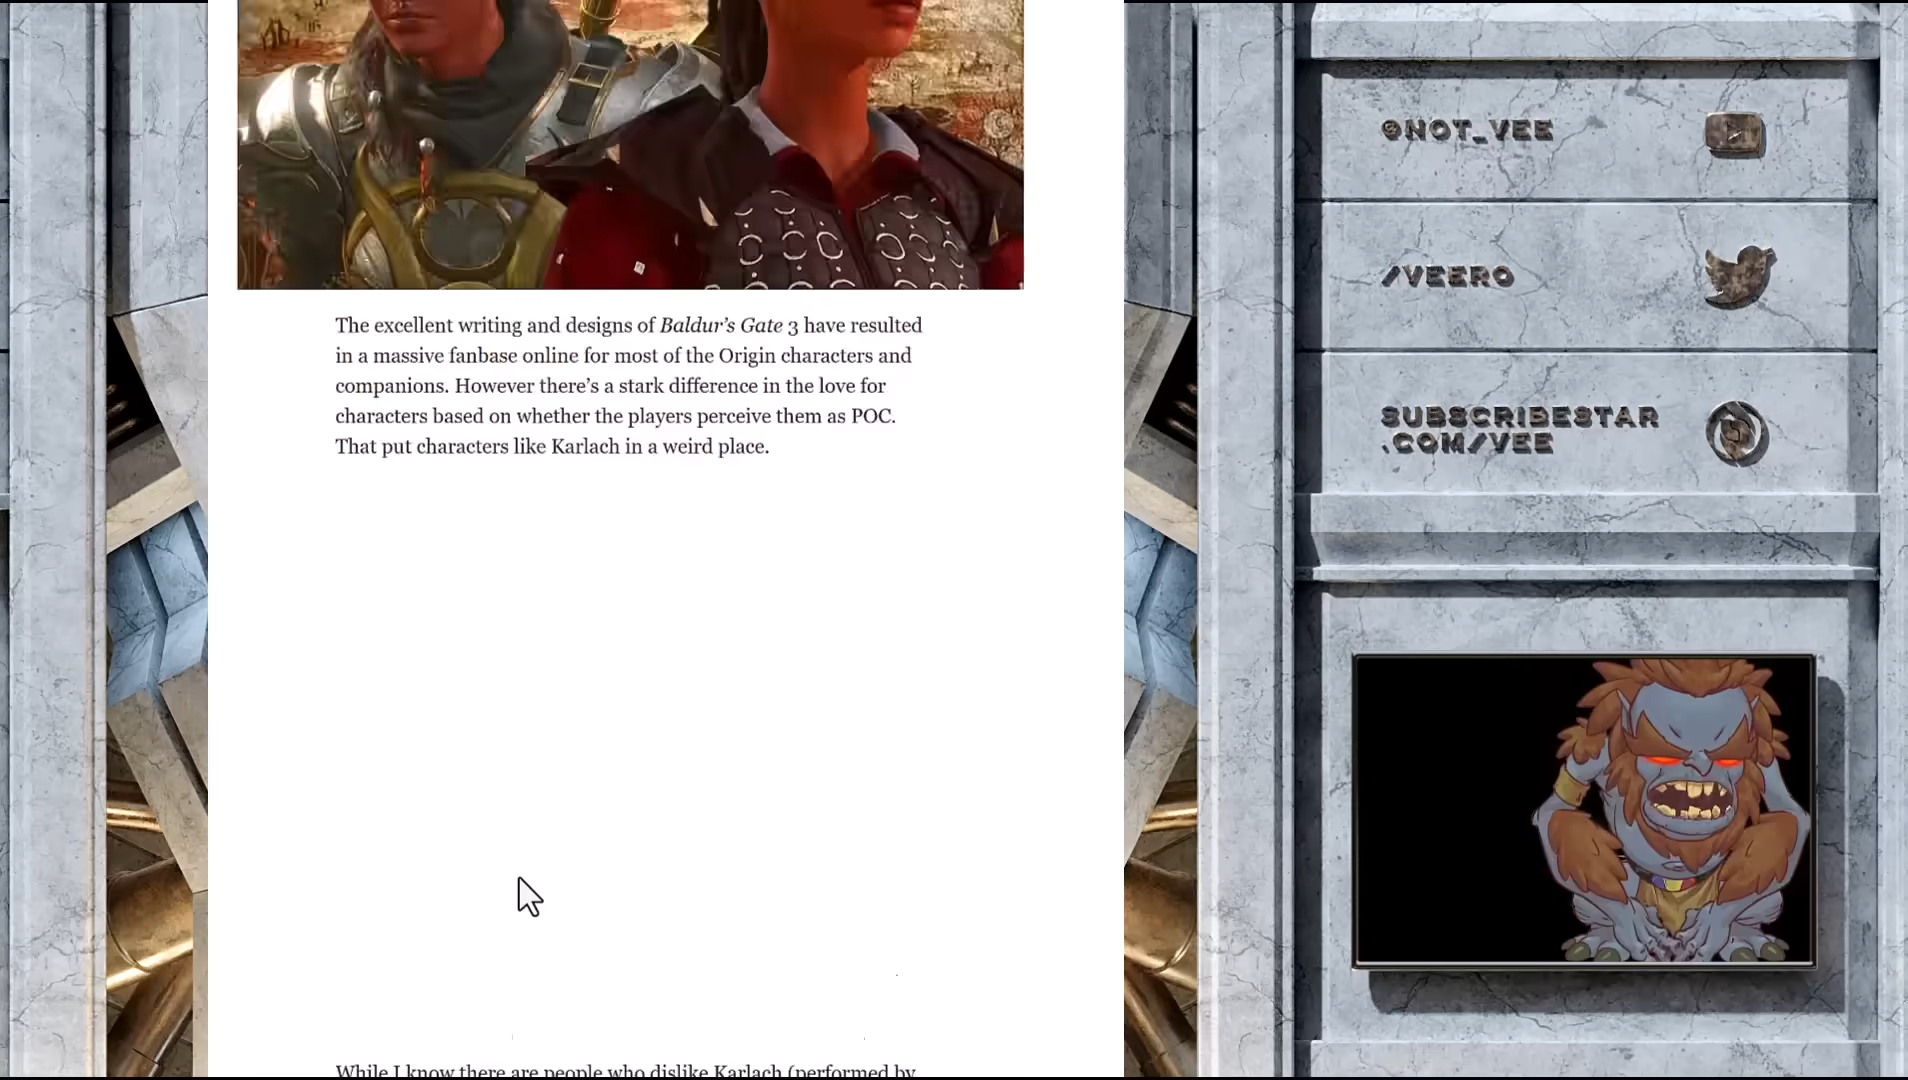 The excellent writing and designs of Baldur’s Gate 3 have resulted
in a massive fanbase online for most of the Origin characters and
companions. However there’s a stark difference in the love for
characters based on whether the players perceive them as POC.
That put characters like Karlach in a weird place.
While I know there are people who dislike Karlach (performed by
@NOT_VEE
/VEERO
SUBSCRIBESTAR
.COM/VEE